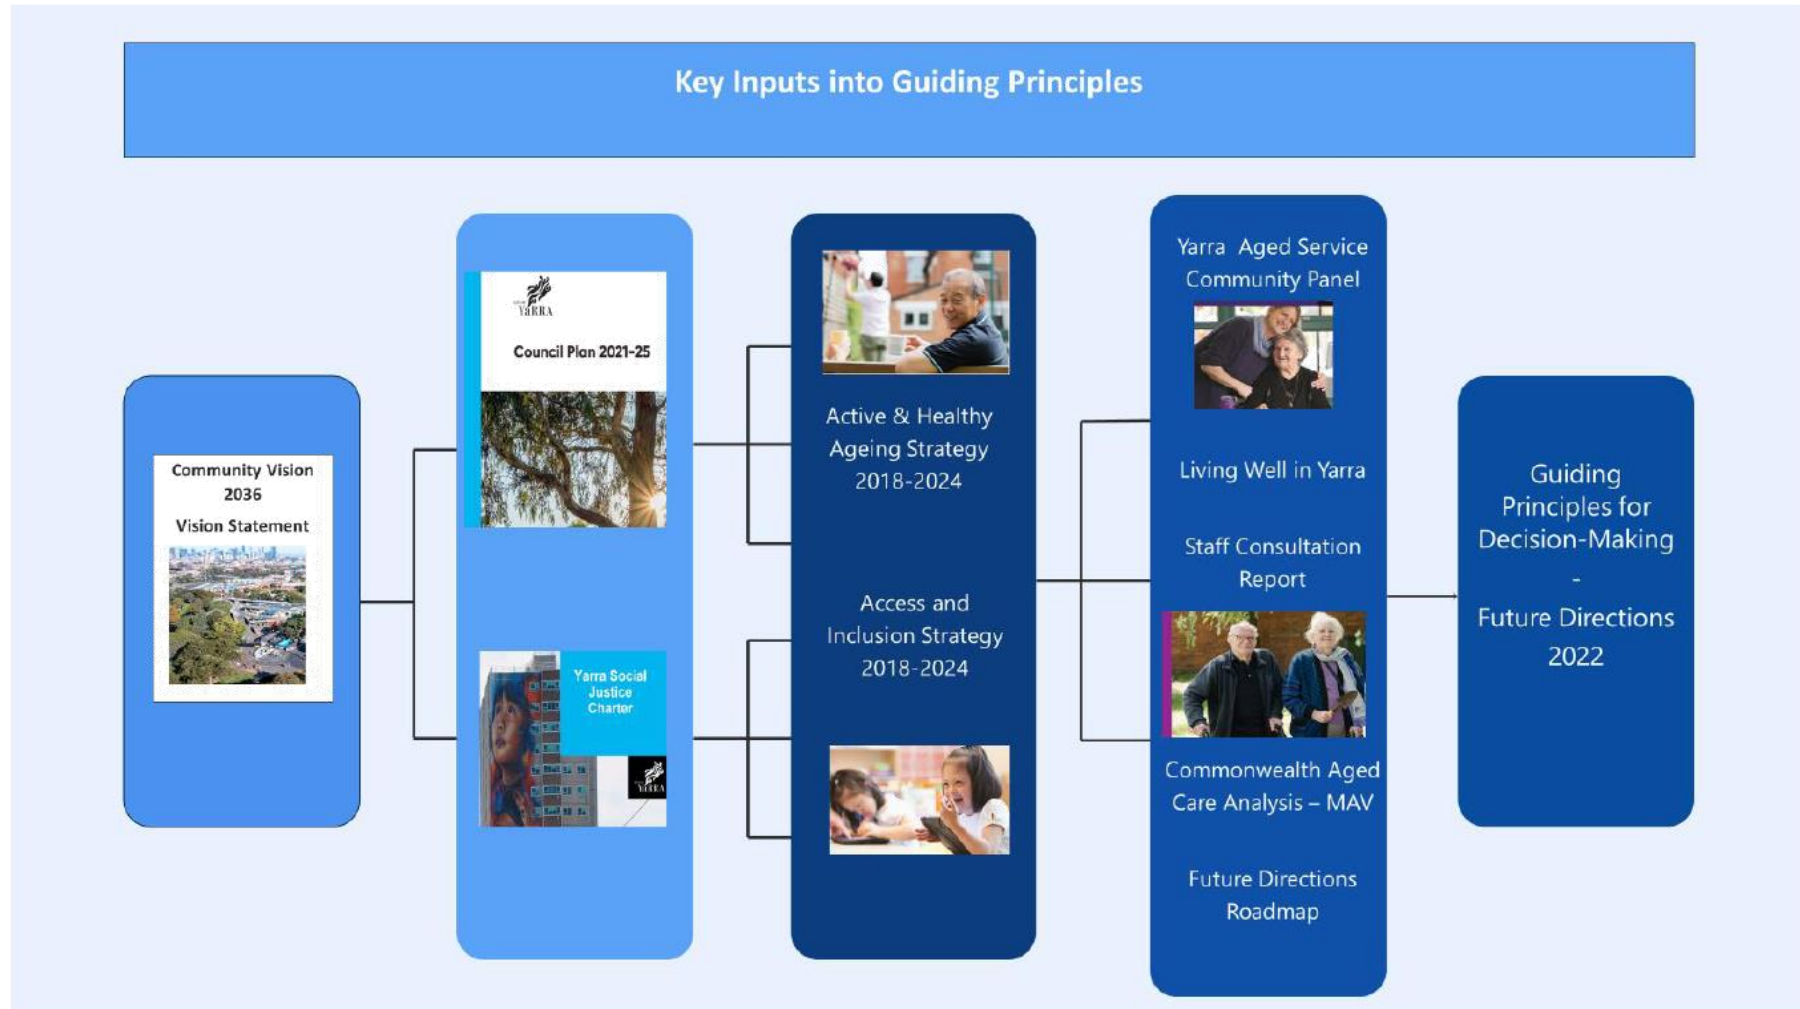 Key Inputs into Guiding Principles
Community Vision
2036
Vision Statement
YaRRA
Council Plan 2021-25
Yarra Social
Justice
Charter
YaRRA
Active & Healthy
Ageing Strategy
2018-2024
Access and
Inclusion Strategy
2018-2024
Yarra Aged Service
Community Panel
Living Well in Yarra
Staff Consultation
Report
Commonwealth Aged
Care Analysis – MAV
Future Directions
Roadmap
Guiding
Principles for
Decision-Making
-
Future Directions
2022